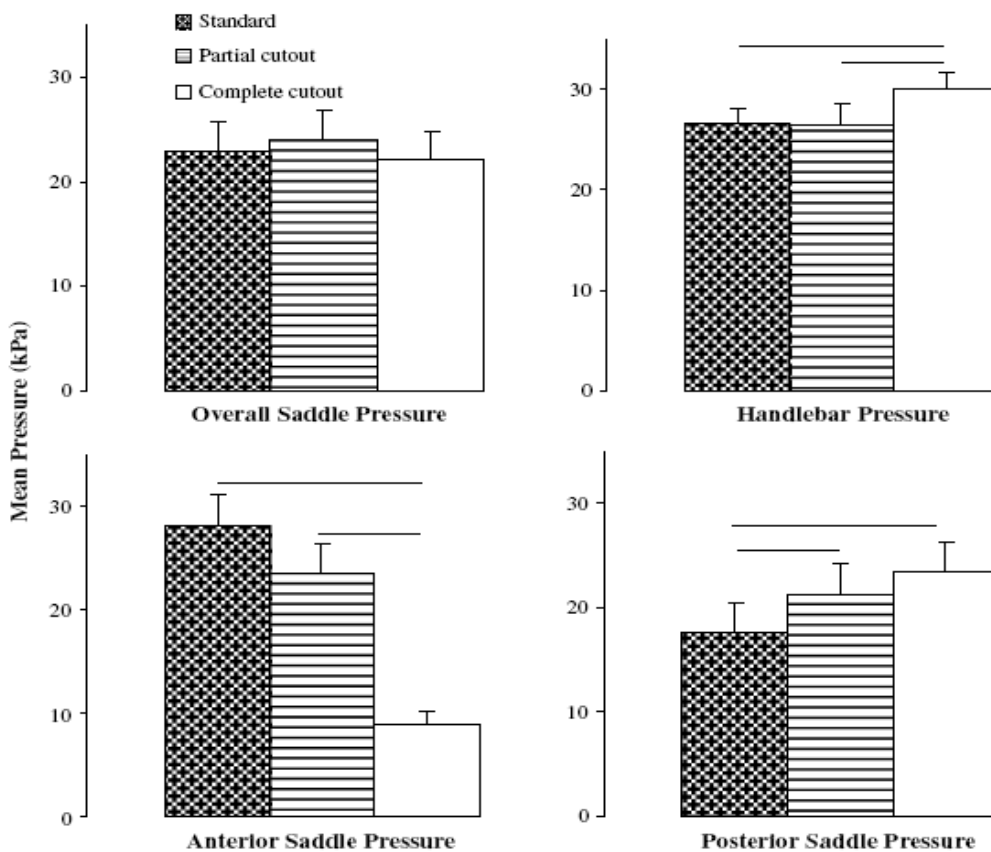 Standard
Partial cutout
Complete cutout
30
20
10
0
Overall Saddle Pressure
30
20
10
0
Handlebar Pressure
Mean Pressure (kPa)
30
20
10
0
Anterior Saddle Pressure
30
20
10
0
Posterior Saddle Pressure